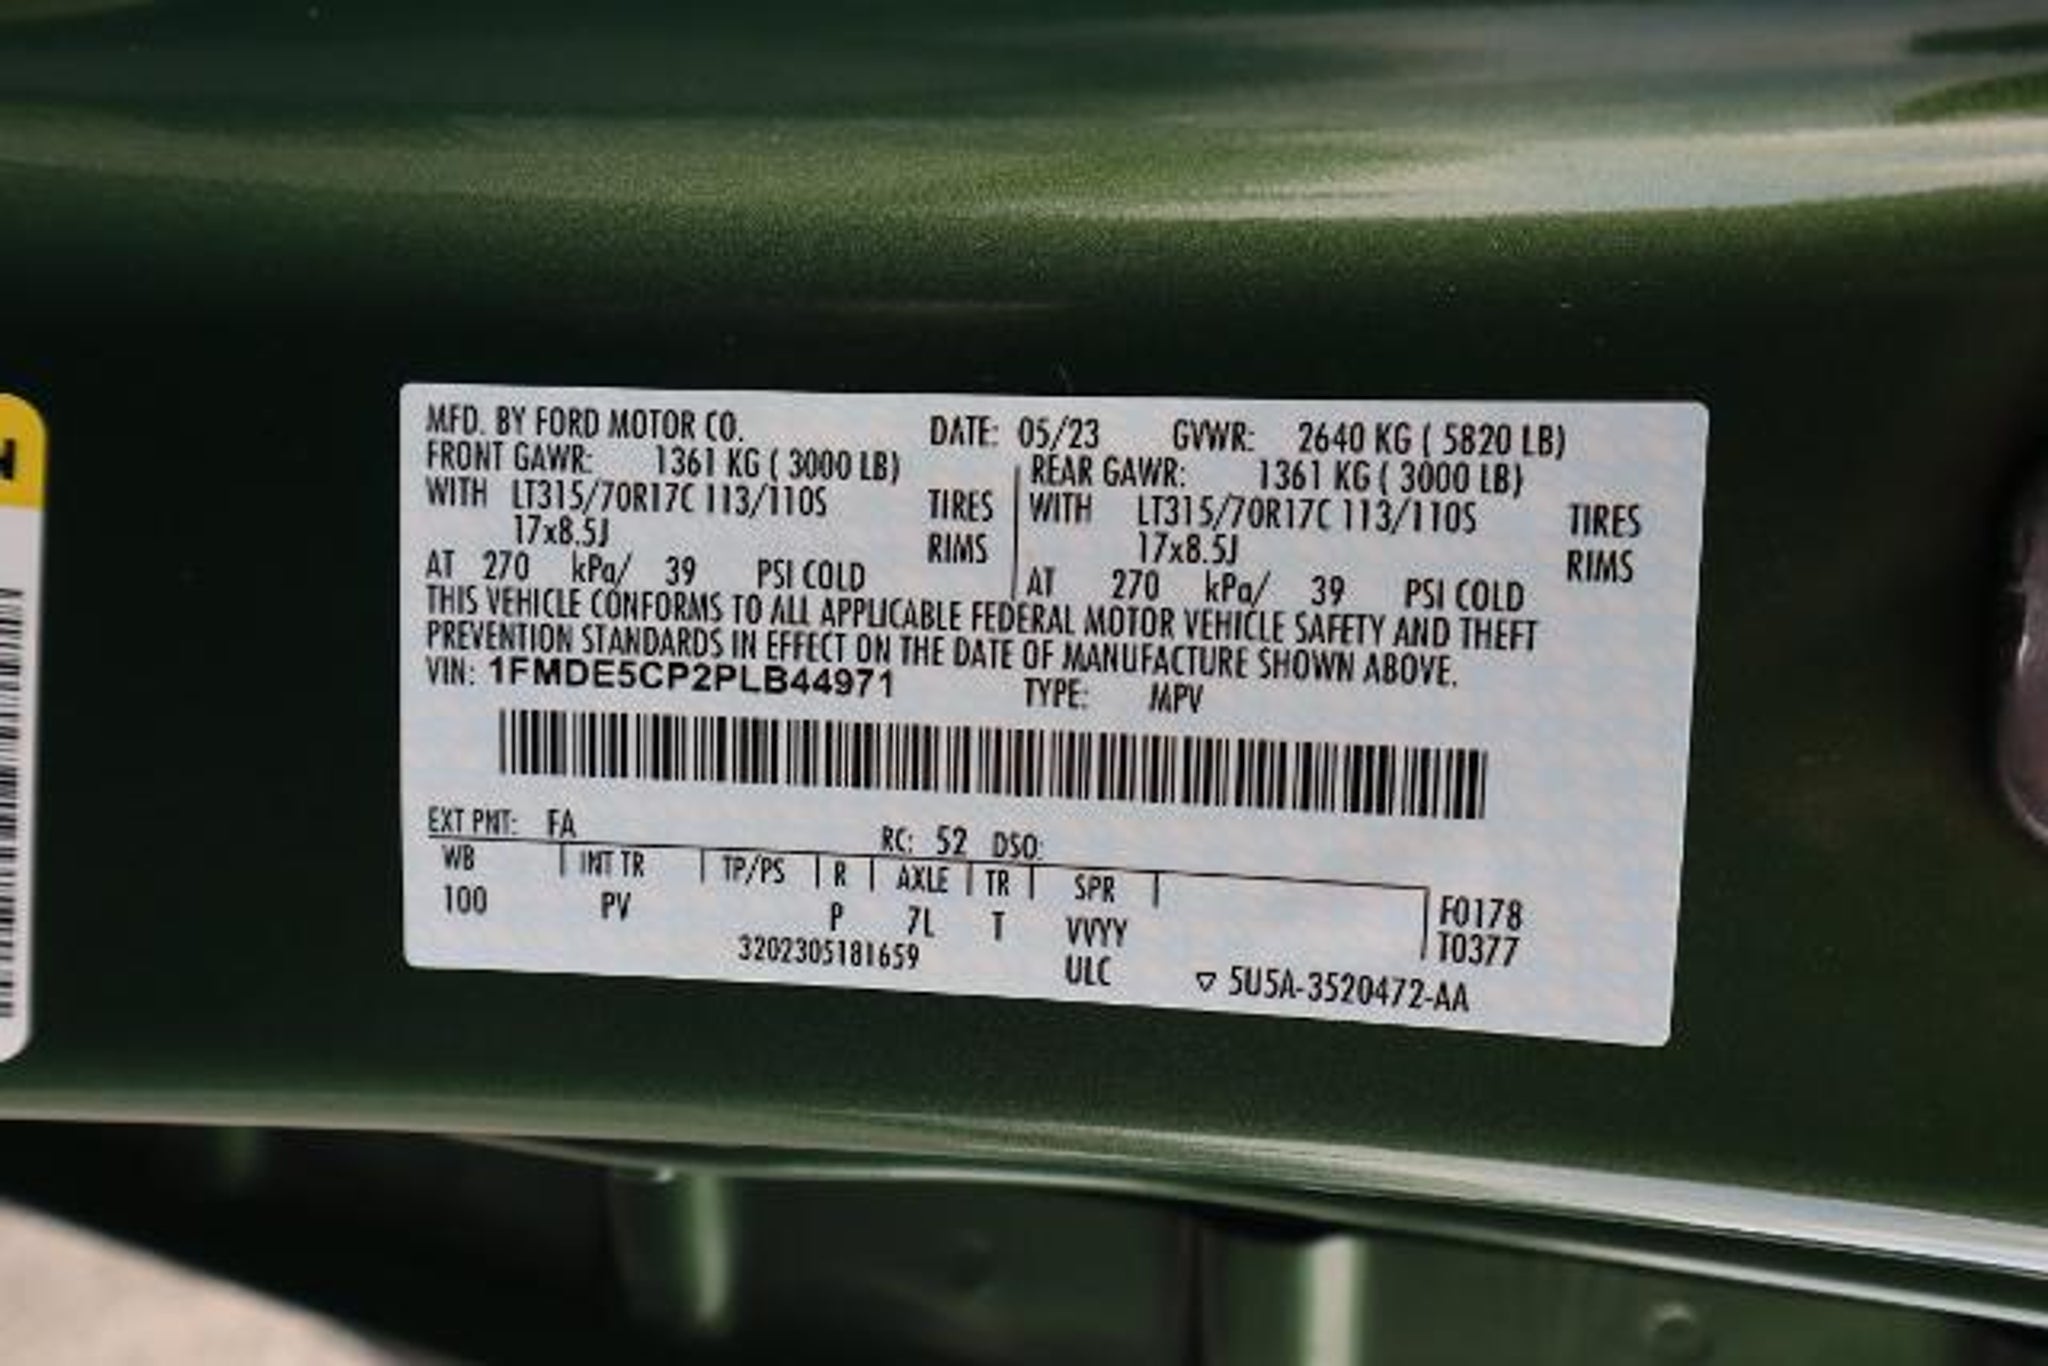 MFD. BY FORD MOTOR CO. DATE: 05/23 GVWR: 2640 KG ( 5820 LB)
FRONT GAWR: 1361 KG ( 3000 LB) REAR GAWR: 1361 KG ( 3000 LB)
WITH LT315/70R17C 113/110S TIRES WITH LT315/70R17C 113/110S TIRES
17x8.5J RIMS 17x8.5J RIMS
AT 270 kPa/ 39 PSI COLD AT 270 kPa/ 39 PSI COLD
THIS VEHICLE CONFORMS TO ALL APPLICABLE FEDERAL MOTOR VEHICLE SAFETY AND THEFT
PREVENTION STANDARDS IN EFFECT ON THE DATE OF MANUFACTURE SHOWN ABOVE.
VIN: 1FMDE5CP2PLB44971 TYPE: MPV
EXT PNT: FA RC: 52 DSO:
WB INT TR TP/PS R AXLE TR SPR
100 PV P 7L T VVYY F0178
T0377
3202305181659 ULC ▽ 5U5A-3520472-AA